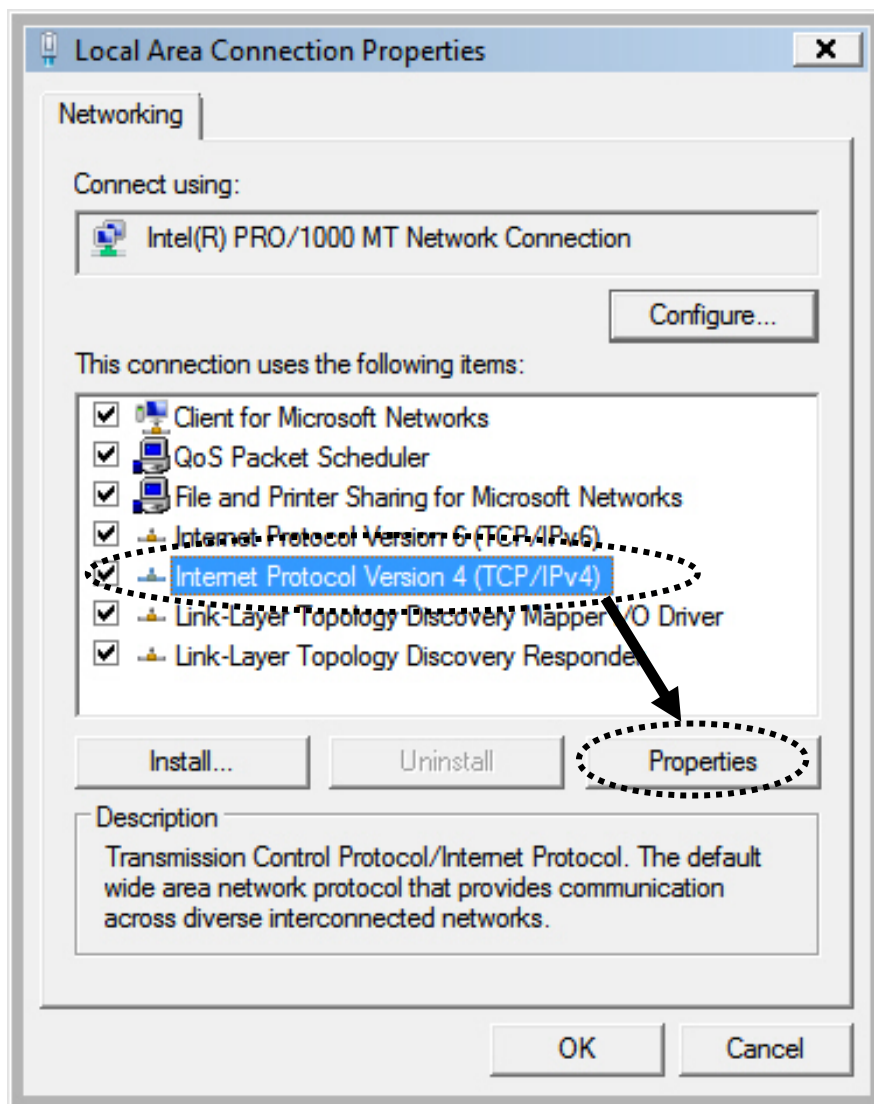 Local Area Connection Properties
Networking
Connect using:
Intel(R) PRO/1000 MT Network Connection
Configure...
This connection uses the following items:
Client for Microsoft Networks
QoS Packet Scheduler
File and Printer Sharing for Microsoft Networks
Internet Protocol Version 6 (TCP/IPv6)
Internet Protocol Version 4 (TCP/IPv4)
Link-Layer Topology Discovery Mapper I/O Driver
Link-Layer Topology Discovery Responder
Install...
Uninstall
Properties
Description
Transmission Control Protocol/Internet Protocol. The default
wide area network protocol that provides communication
across diverse interconnected networks.
OK
Cancel